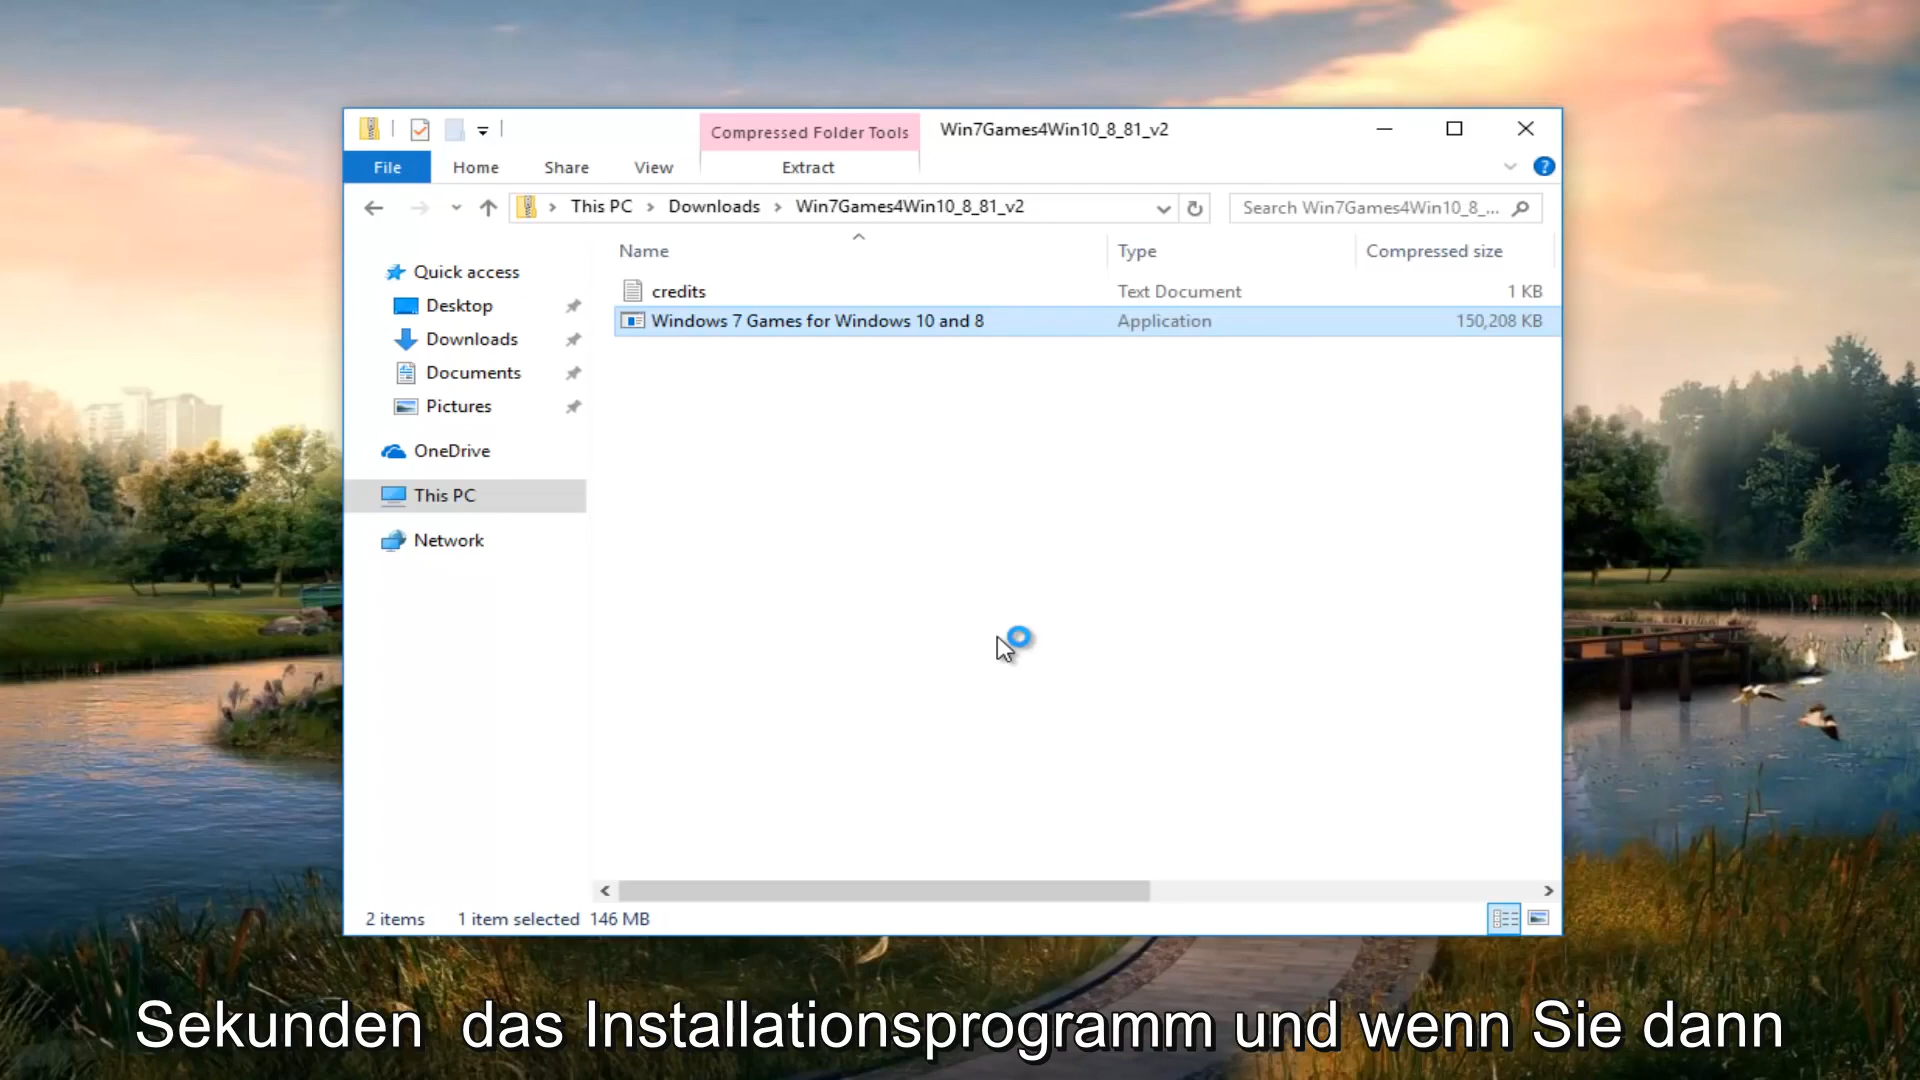 Compressed Folder Tools
Win7Games4Win10_8_81_v2
File
Home
Share
View
Extract
?
This PC
Downloads
Win7Games4Win10_8_81_v2
Search Win7Games4Win10_8_...
Name
Type
Compressed size
Quick access
Desktop
Downloads
Documents
Pictures
OneDrive
This PC
Network
credits
Text Document
1 KB
Windows 7 Games for Windows 10 and 8
Application
150,208 KB
2 items
1 item selected 146 MB
Sekunden das Installationsprogramm und wenn Sie dann